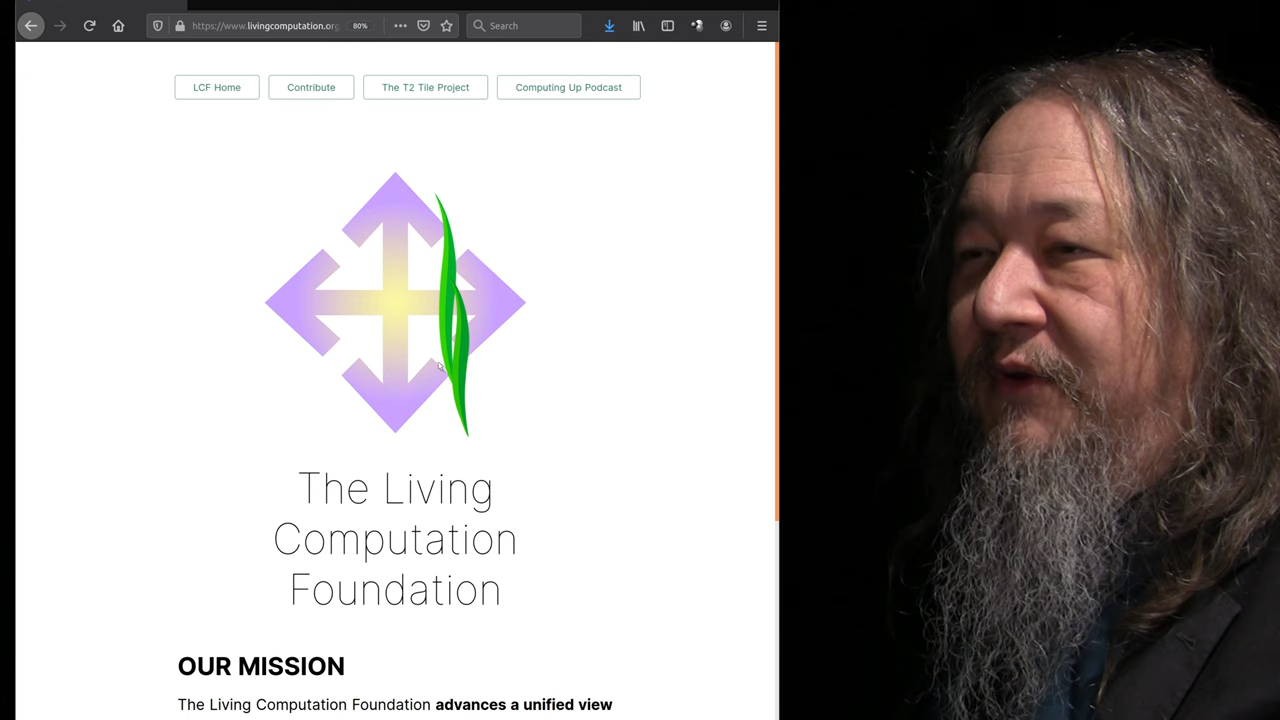 https://www.livingcomputation.org
80%
Search
LCF Home
Contribute
The T2 Tile Project
Computing Up Podcast
The Living
Computation
Foundation
OUR MISSION
The Living Computation Foundation advances a unified view